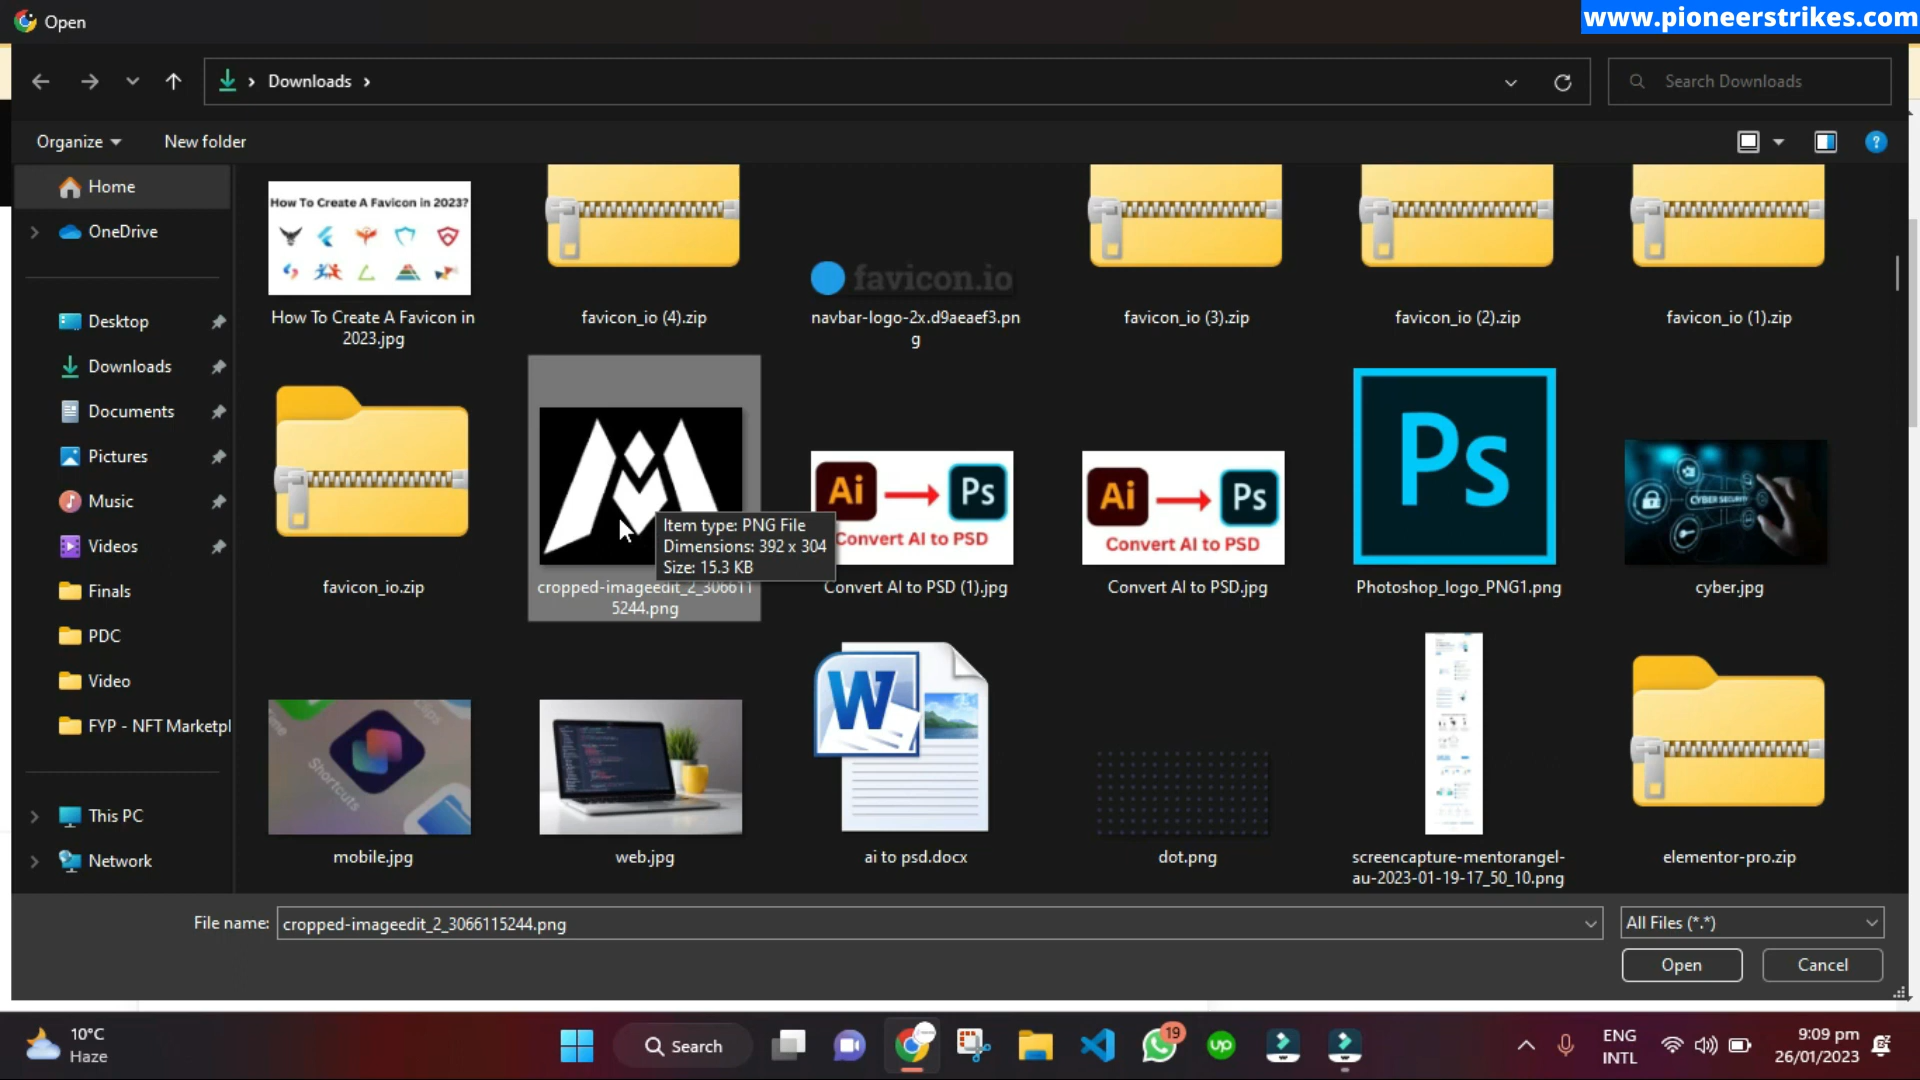 Open
www.pioneerstrikes.com
Downloads
Search Downloads
Organize
New folder
Home
OneDrive
Desktop
Downloads
Documents
Pictures
Music
Videos
Finals
PDC
Video
FYP - NFT Marketpl
This PC
Network
How To Create A Favicon in 2023?
favicon.io
How To Create A Favicon in
2023.jpg
favicon_io (4).zip
navbar-logo-2x.d9aeaef3.pn
g
favicon_io (3).zip
favicon_io (2).zip
favicon_io (1).zip
Ai
Ps
Convert AI to PSD
Ai
Ps
Convert AI to PSD
Ps
CYBER SECURITY
Item type: PNG File
Dimensions: 392 x 304
Size: 15.3 KB
favicon_io.zip
cropped-imageedit_2_306611
5244.png
Convert AI to PSD (1).jpg
Convert AI to PSD.jpg
Photoshop_logo_PNG1.png
cyber.jpg
Clips
Shortcuts
W
mobile.jpg
web.jpg
ai to psd.docx
dot.png
screencapture-mentorangel-
au-2023-01-19-17_50_10.png
elementor-pro.zip
File name:
cropped-imageedit_2_3066115244.png
All Files (*.*)
Open
Cancel
10°C
Haze
Search
19
up
ENG
INTL
9:09 pm
26/01/2023